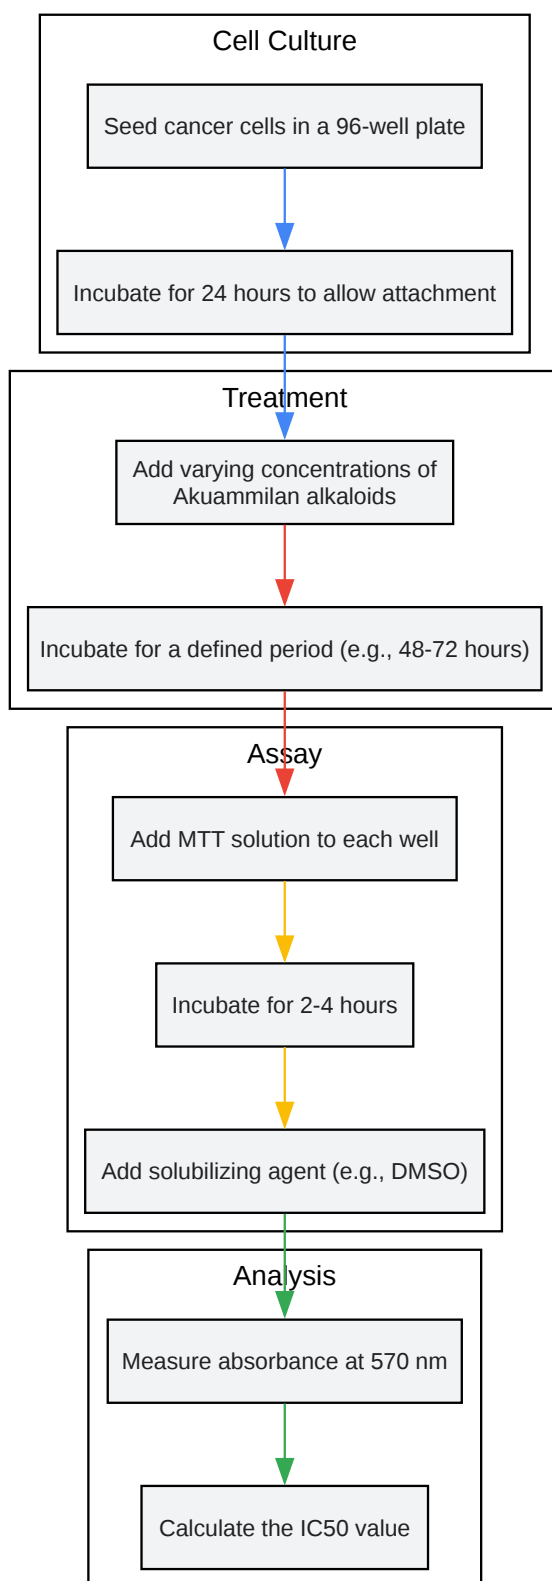 Cell Culture
Seed cancer cells in a 96-well plate
Incubate for 24 hours to allow attachment
Treatment
Add varying concentrations of
Akuammilan alkaloids
Incubate for a defined period (e.g., 48-72 hours)
Assay
Add MTT solution to each well
Incubate for 2-4 hours
Add solubilizing agent (e.g., DMSO)
Analysis
Measure absorbance at 570 nm
Calculate the IC50 value